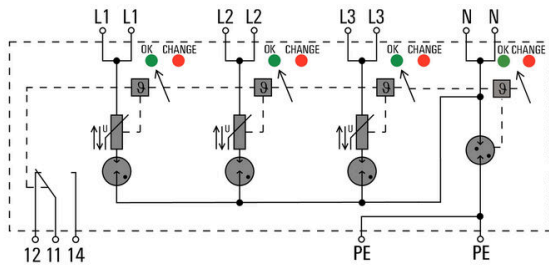 L1 L1 L2 L2 L3 L3 N N
OK CHANGE OK CHANGE OK CHANGE OK CHANGE
ϑ ϑ ϑ ϑ
U U U
12 11 14 PE PE